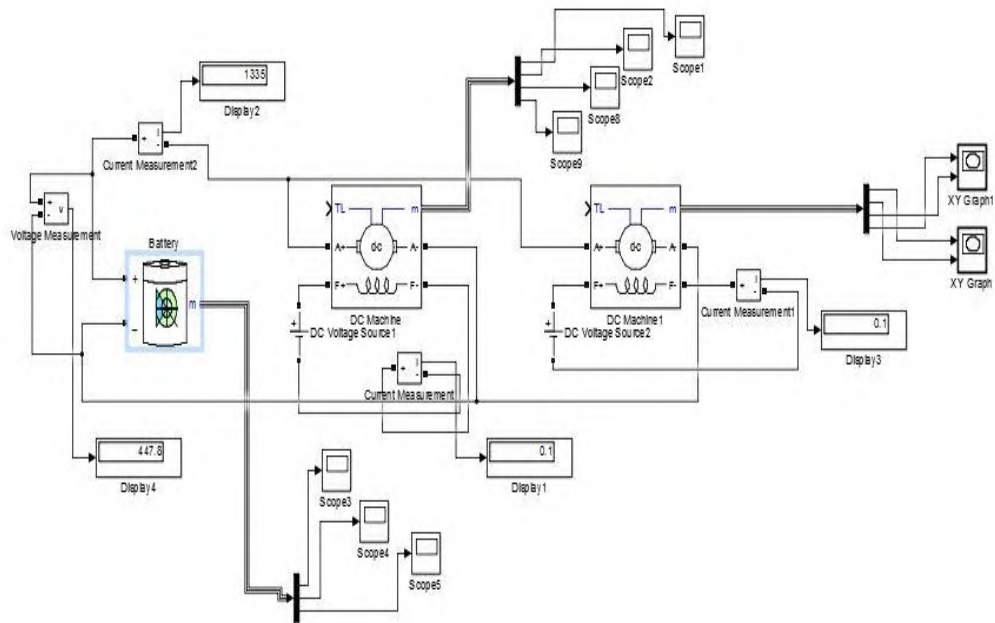 Scope1
Scope2
1335
Display2
Scope8
Scope9
+
i
-
Current Measurement2
+
-
v
Voltage Measurement
Battery
+
m
-
TL
m
A+
dc
A-
F+
F-
DC Machine
+
DC Voltage Source1
TL
m
A+
dc
A-
F+
F-
DC Machine1
+
DC Voltage Source2
+
i
-
Current Measurement1
XY Graph1
XY Graph
0.1
Display3
+
i
-
Current Measurement
447.8
Display4
0.1
Display1
Scope3
Scope4
Scope5